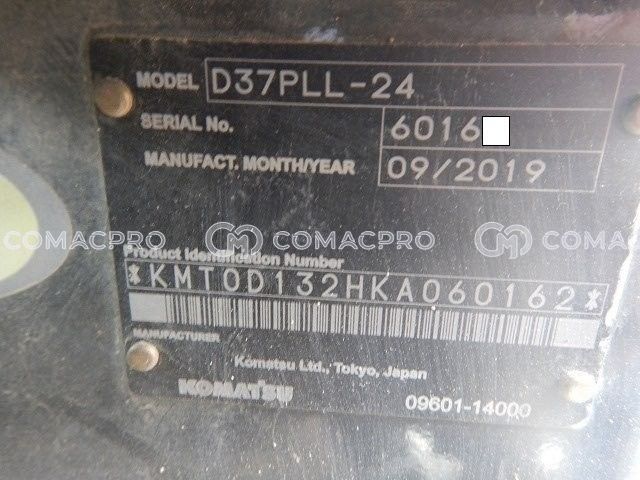 MODEL D37PLL-24
SERIAL No. 6016
MANUFACT. MONTH/YEAR 09/2019
COMACPRO COMACPRO COMACPRO
Product Identification Number
*KMT0D132HKA060162*
MANUFACTURER
Komatsu Ltd., Tokyo, Japan
KOMATSU
09601-14000